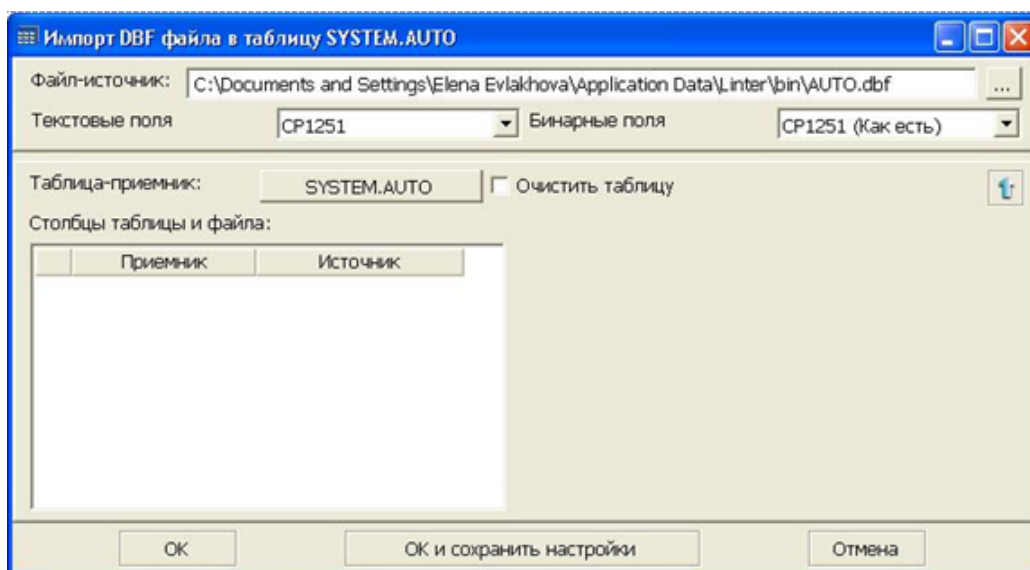 Импорт DBF файла в таблицу SYSTEM.AUTO
Файл-источник: C:\Documents and Settings\Elena Evlakhova\Application Data\Linter\bin\AUTO.dbf ...
Текстовые поля CP1251 Бинарные поля CP1251 (Как есть)
Таблица-приемник: SYSTEM.AUTO Очистить таблицу
Столбцы таблицы и файла:
Приемник Источник
OK OK и сохранить настройки Отмена